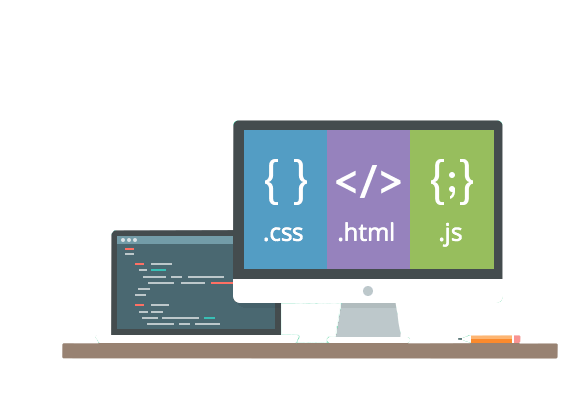 { } </> {;}
.css .html .js